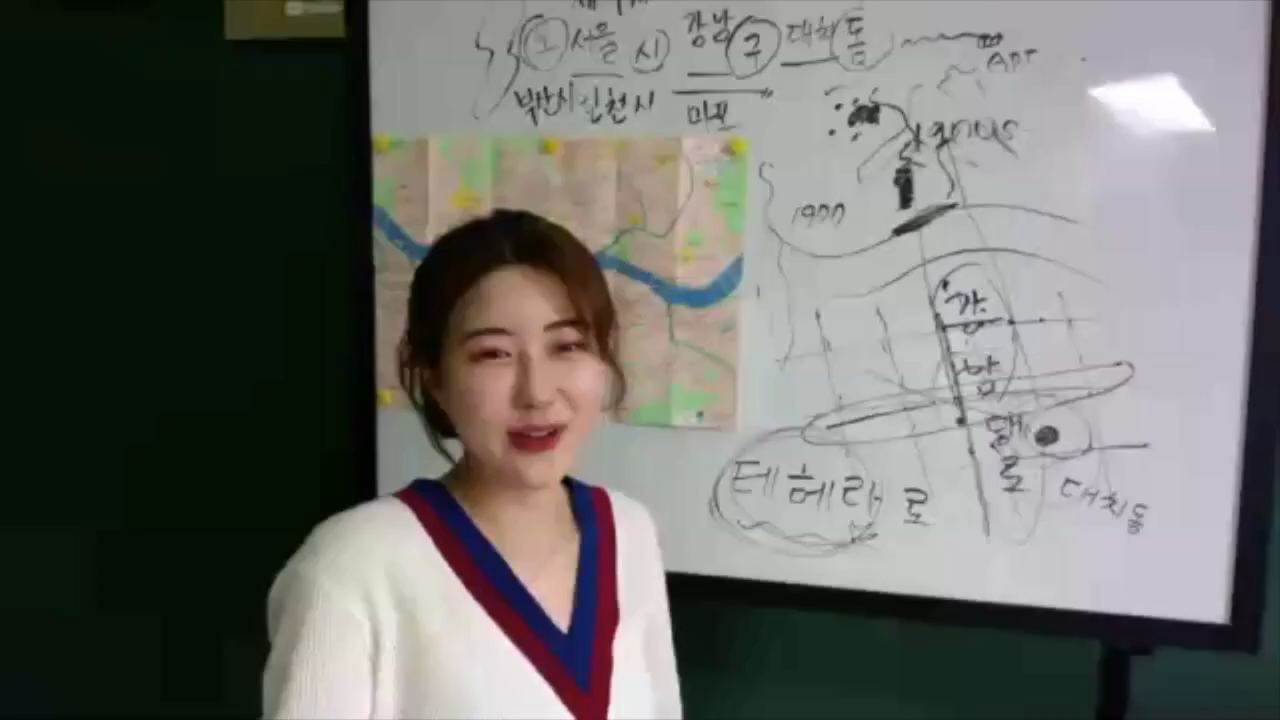 서울 시 강남 구 대치 동
부산시 인천시 마포
APT
1900
강
남
대
로
테헤라 로
대치동